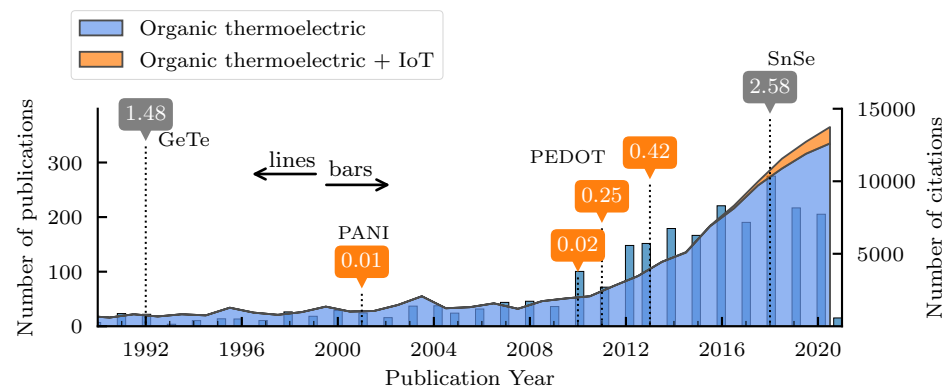 Organic thermoelectric
Organic thermoelectric + IoT
SnSe
2.58
1.48
GeTe
0.42
PEDOT
0.25
lines
bars
PANI
0.02
0.01
Number of publications
300
200
100
0
15000
10000
5000
Number of citations
1992
1996
2000
2004
2008
2012
2016
2020
Publication Year